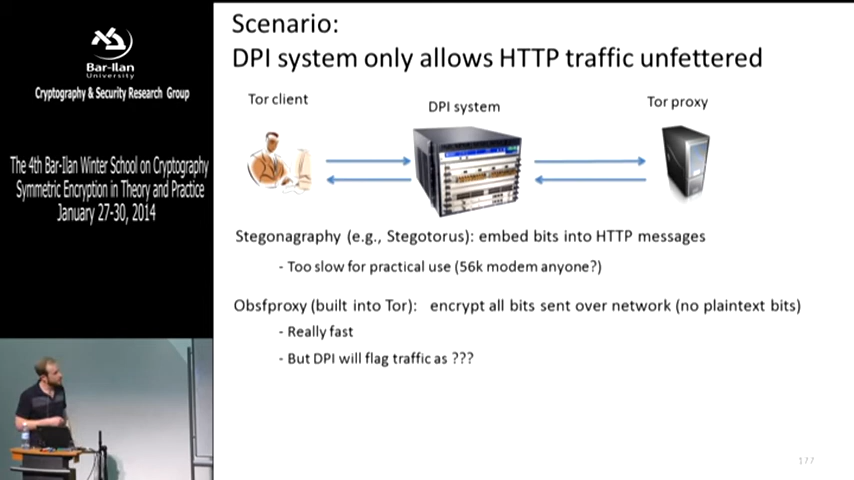 Bar-Ilan
University
Cryptography & Security Research Group
The 4th Bar-Ilan Winter School on Cryptography
Symmetric Encryption in Theory and Practice
January 27-30, 2014
Scenario:
DPI system only allows HTTP traffic unfettered
Tor client
DPI system
Tor proxy
Stegonagraphy (e.g., Stegotorus): embed bits into HTTP messages
- Too slow for practical use (56k modem anyone?)
Obsfproxy (built into Tor): encrypt all bits sent over network (no plaintext bits)
- Really fast
- But DPI will flag traffic as ???
177